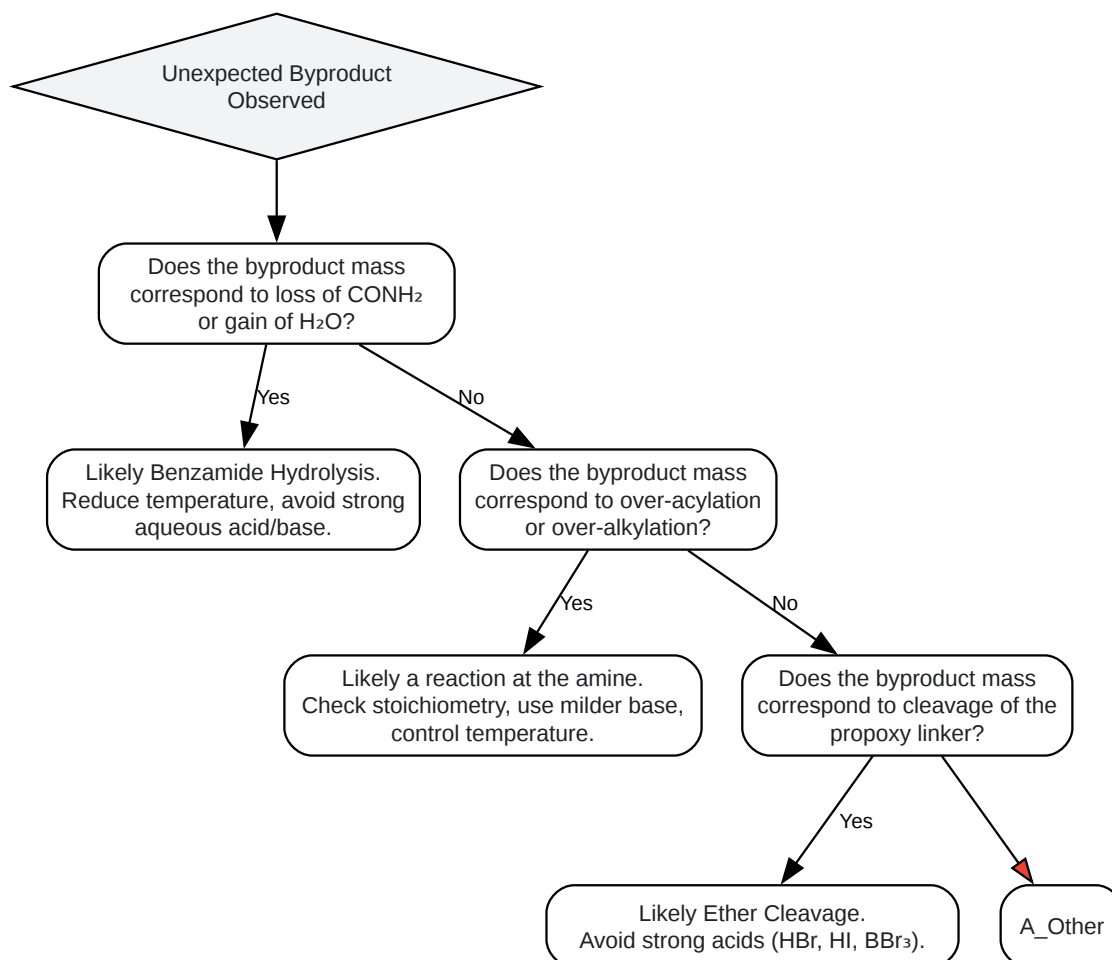 Unexpected Byproduct
Observed
Does the byproduct mass
correspond to loss of CONH₂
or gain of H₂O?
Yes
No
Likely Benzamide Hydrolysis.
Reduce temperature, avoid strong
aqueous acid/base.
Does the byproduct mass
correspond to over-acylation
or over-alkylation?
Yes
No
Likely a reaction at the amine.
Check stoichiometry, use milder base,
control temperature.
Does the byproduct mass
correspond to cleavage of the
propoxy linker?
Yes
Likely Ether Cleavage.
Avoid strong acids (HBr, HI, BBr₃).
A_Other